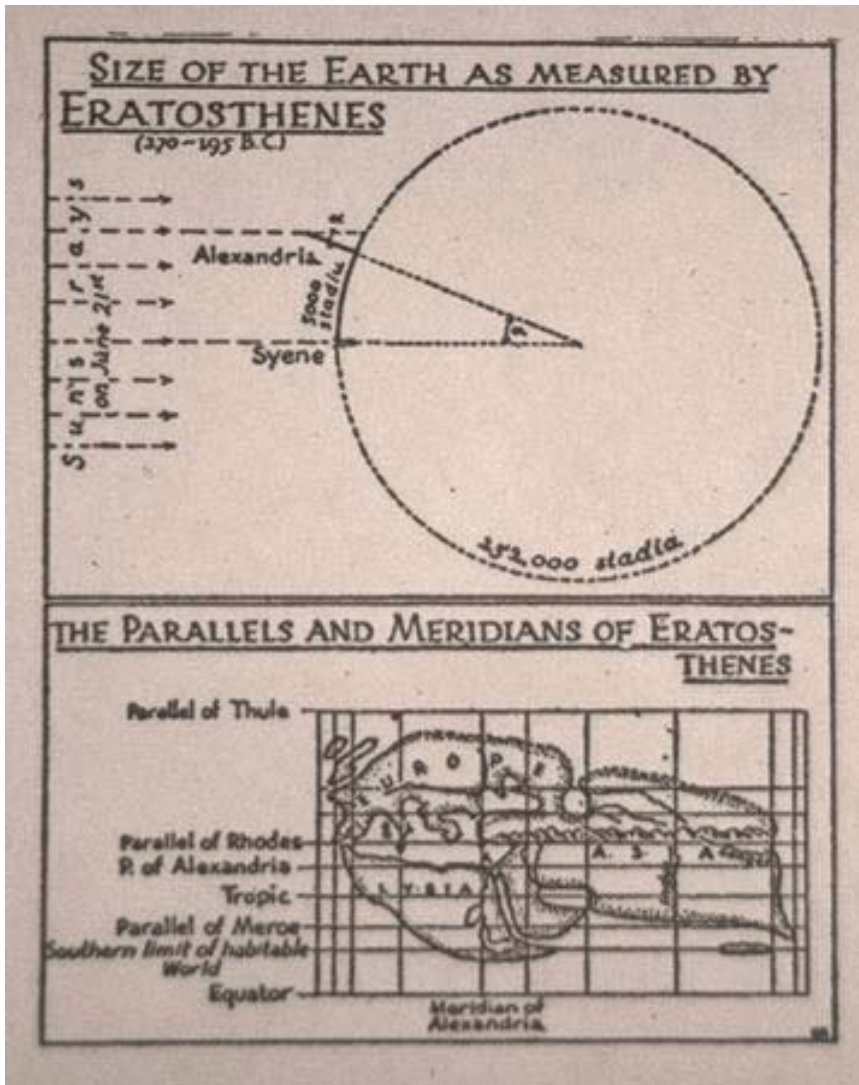 SIZE OF THE EARTH AS MEASURED BY
ERATOSTHENES
(270-195 B.C)
Sun's rays
on June 21st
Alexandria
5000
stadia
Syene
252,000 stadia
THE PARALLELS AND MERIDIANS OF ERATOS-
THENES
Parallel of Thule
EUROPE
Parallel of Rhodes
ASIA
P. of Alexandria
LYBIA
Tropic
Parallel of Meroe
Southern limit of habitable
World
Equator
Meridian of
Alexandria